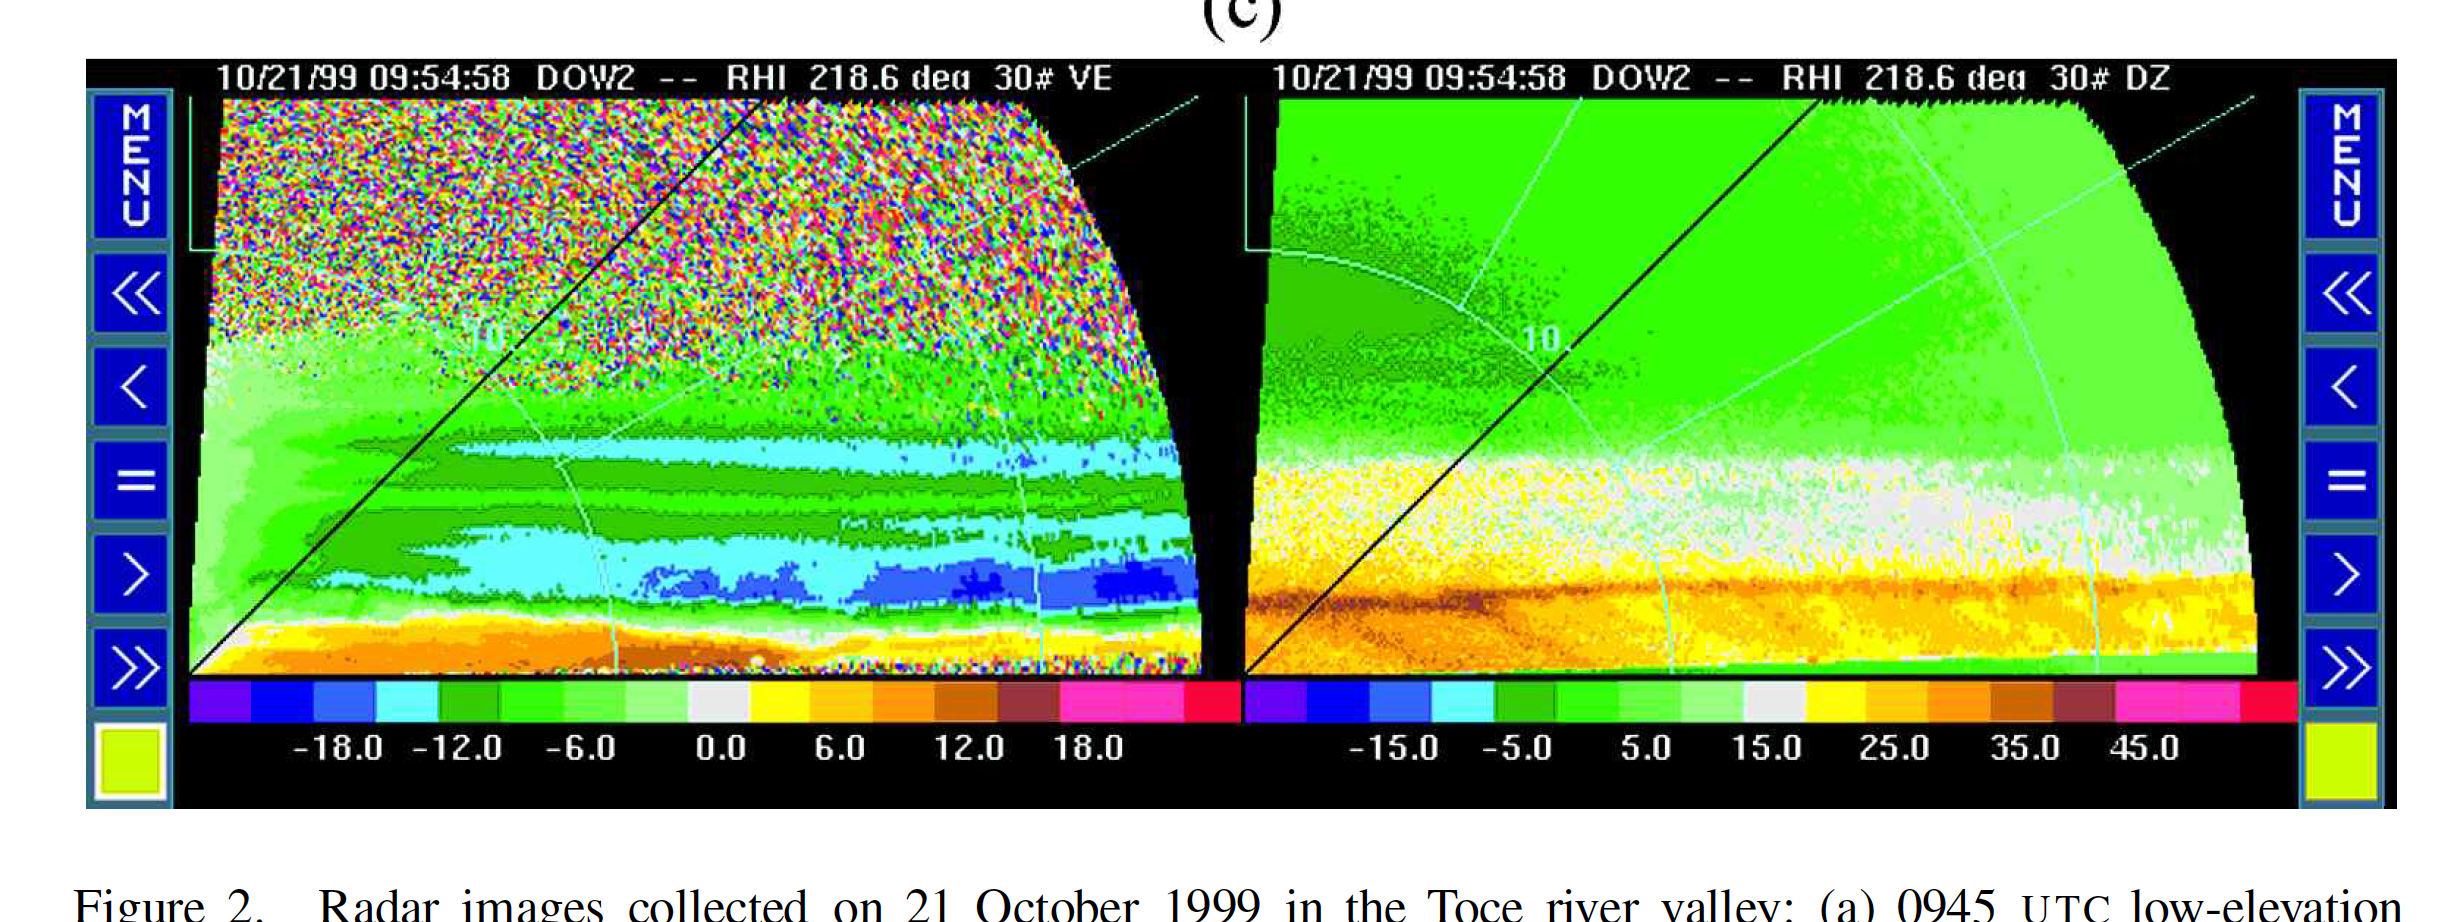 (c)
10/21/99 09:54:58 DOW2 -- RHI 218.6 deg 30# VE
10/21/99 09:54:58 DOW2 -- RHI 218.6 deg 30# DZ
MENU
MENU
<<
<<
<
<
=
=
>
>
>>
>>
10
10
-18.0 -12.0 -6.0 0.0 6.0 12.0 18.0
-15.0 -5.0 5.0 15.0 25.0 35.0 45.0
Figure 2. Radar images collected on 21 October 1999 in the Toce river valley: (a) 0945 UTC low-elevation